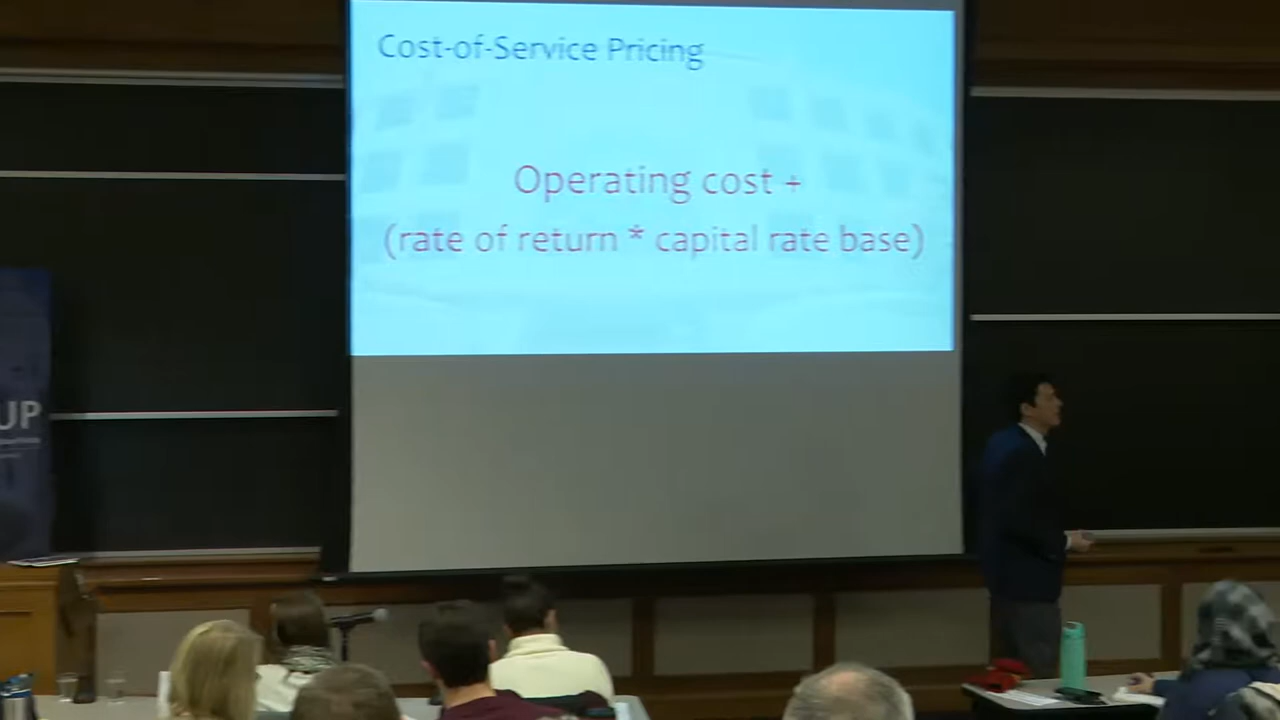 Cost-of-Service Pricing
Operating cost +
(rate of return * capital rate base)
UP